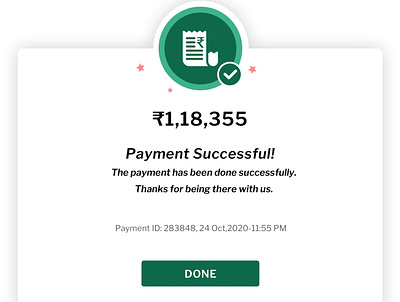 ₹
₹1,18,355
Payment Successful!
The payment has been done successfully.
Thanks for being there with us.
Payment ID: 283848, 24 Oct,2020-11:55 PM
DONE